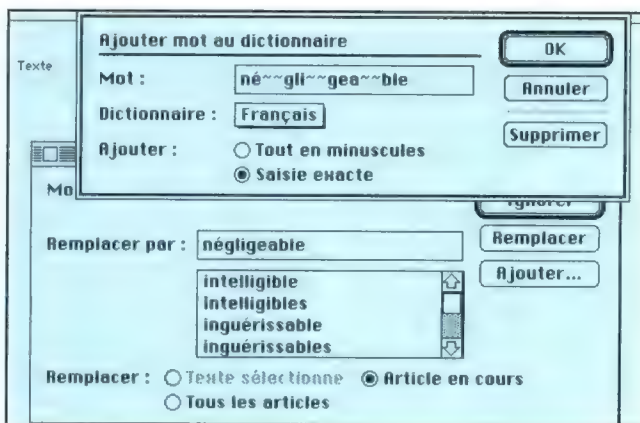 Texte
Ajouter mot au dictionnaire
Mot : né~~gli~~gea~~ble
Dictionnaire : Français
Ajouter : Tout en minuscules
Saisie exacte
OK
Annuler
Supprimer
Mo
Ignorer
Remplacer par : négligeable
Remplacer
Ajouter...
intelligible
intelligibles
inguérissable
inguérissables
Remplacer : Texte sélectionne Article en cours
Tous les articles